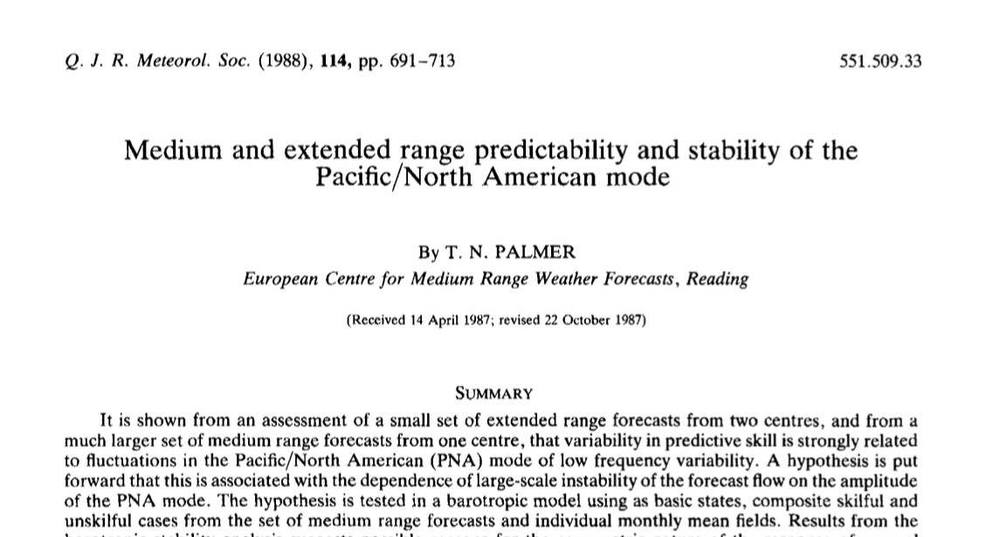 Q. J. R. Meteorol. Soc. (1988), 114, pp. 691–713 551.509.33
Medium and extended range predictability and stability of the
Pacific/North American mode
By T. N. PALMER
European Centre for Medium Range Weather Forecasts, Reading
(Received 14 April 1987; revised 22 October 1987)
SUMMARY
It is shown from an assessment of a small set of extended range forecasts from two centres, and from a
much larger set of medium range forecasts from one centre, that variability in predictive skill is strongly related
to fluctuations in the Pacific/North American (PNA) mode of low frequency variability. A hypothesis is put
forward that this is associated with the dependence of large-scale instability of the forecast flow on the amplitude
of the PNA mode. The hypothesis is tested in a barotropic model using as basic states, composite skilful and
unskilful cases from the set of medium range forecasts and individual monthly mean fields. Results from the